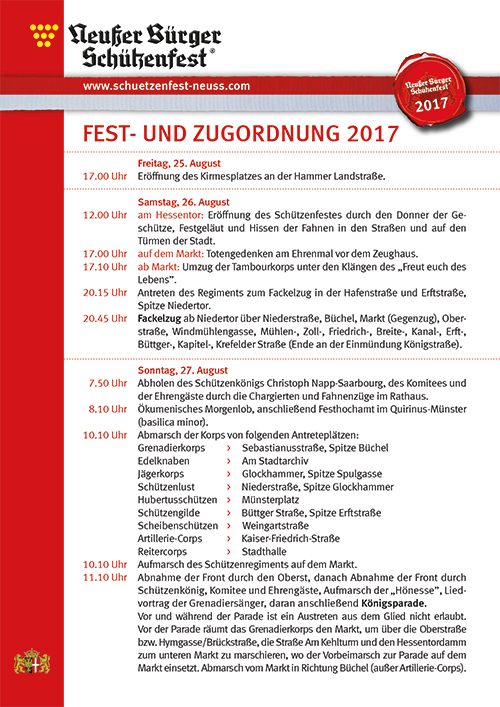 Neußer Bürger
Schützenfest®
www.schuetzenfest-neuss.com
Neußer Bürger
Schützenfest®
2017
FEST- UND ZUGORDNUNG 2017
Freitag, 25. August
17.00 Uhr Eröffnung des Kirmesplatzes an der Hammer Landstraße.
Samstag, 26. August
12.00 Uhr am Hessentor: Eröffnung des Schützenfestes durch den Donner der Ge-
schütze, Festgeläut und Hissen der Fahnen in den Straßen und auf den
Türmen der Stadt.
17.00 Uhr auf dem Markt: Totengedenken am Ehrenmal vor dem Zeughaus.
17.10 Uhr ab Markt: Umzug der Tambourkorps unter den Klängen des „Freut euch des
Lebens”.
20.15 Uhr Antreten des Regiments zum Fackelzug in der Hafenstraße und Erftstraße,
Spitze Niedertor.
20.45 Uhr Fackelzug ab Niedertor über Niederstraße, Büchel, Markt (Gegenzug), Ober-
straße, Windmühlengasse, Mühlen-, Zoll-, Friedrich-, Breite-, Kanal-, Erft-,
Büttger-, Kapitel-, Krefelder Straße (Ende an der Einmündung Königstraße).
Sonntag, 27. August
7.50 Uhr Abholen des Schützenkönigs Christoph Napp-Saarbourg, des Komitees und
der Ehrengäste durch die Chargierten und Fahnenzüge im Rathaus.
8.10 Uhr Ökumenisches Morgenlob, anschließend Festhochamt im Quirinus-Münster
(basilica minor).
10.10 Uhr Abmarsch der Korps von folgenden Antreteplätzen:
Grenadierkorps > Sebastianusstraße, Spitze Büchel
Edelknaben > Am Stadtarchiv
Jägerkorps > Glockhammer, Spitze Spulgasse
Schützenlust > Niederstraße, Spitze Glockhammer
Hubertusschützen > Münsterplatz
Schützengilde > Büttger Straße, Spitze Erftstraße
Scheibenschützen > Weingartstraße
Artillerie-Corps > Kaiser-Friedrich-Straße
Reitercorps > Stadthalle
10.10 Uhr Aufmarsch des Schützenregiments auf dem Markt.
11.10 Uhr Abnahme der Front durch den Oberst, danach Abnahme der Front durch
Schützenkönig, Komitee und Ehrengäste, Aufmarsch der „Hönesse”, Lied-
vortrag der Grenadiersänger, daran anschließend Königsparade.
Vor und während der Parade ist ein Austreten aus dem Glied nicht erlaubt.
Vor der Parade räumt das Grenadierkorps den Markt, um über die Oberstraße
bzw. Hymgasse/Brückstraße, die Straße Am Kehlturm und den Hessentordamm
zum unteren Markt zu marschieren, wo der Vorbeimarsch zur Parade auf dem
Markt einsetzt. Abmarsch vom Markt in Richtung Büchel (außer Artillerie-Corps).